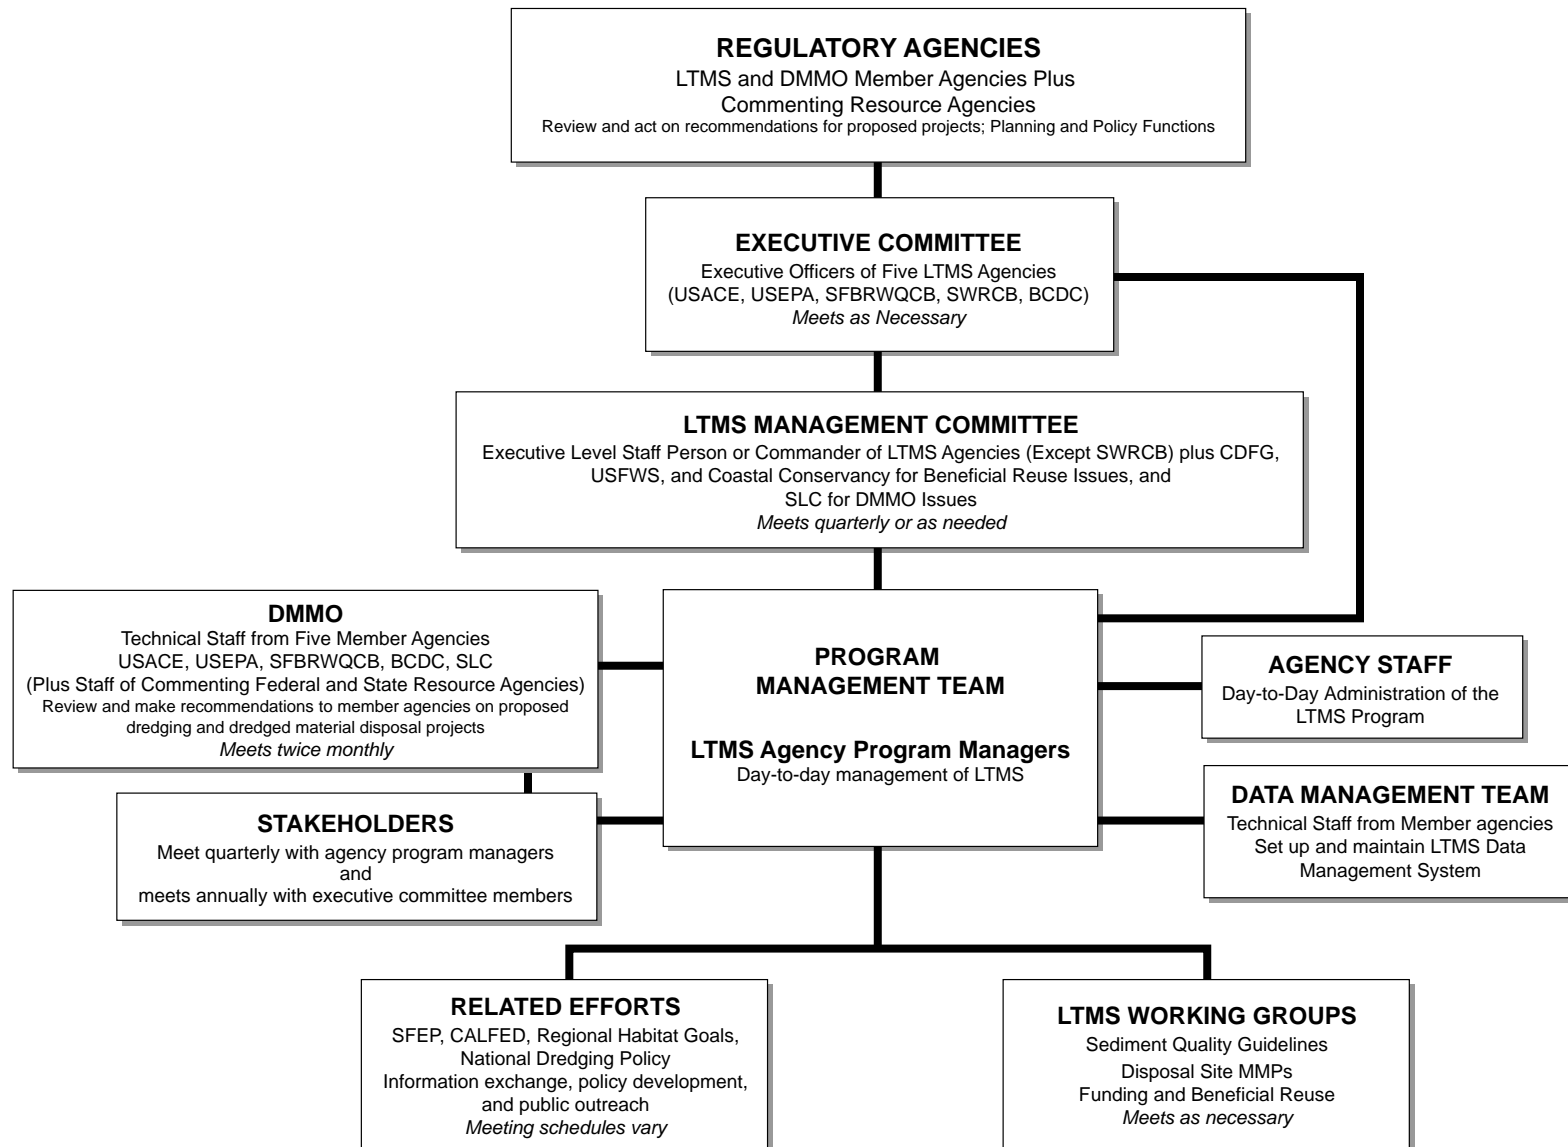 REGULATORY AGENCIES
LTMS and DMMO Member Agencies Plus
Commenting Resource Agencies
Review and act on recommendations for proposed projects; Planning and Policy Functions
EXECUTIVE COMMITTEE
Executive Officers of Five LTMS Agencies
(USACE, USEPA, SFBRWQCB, SWRCB, BCDC)
Meets as Necessary
LTMS MANAGEMENT COMMITTEE
Executive Level Staff Person or Commander of LTMS Agencies (Except SWRCB) plus CDFG,
USFWS, and Coastal Conservancy for Beneficial Reuse Issues, and
SLC for DMMO Issues
Meets quarterly or as needed
DMMO
Technical Staff from Five Member Agencies
USACE, USEPA, SFBRWQCB, BCDC, SLC
(Plus Staff of Commenting Federal and State Resource Agencies)
Review and make recommendations to member agencies on proposed
dredging and dredged material disposal projects
Meets twice monthly
PROGRAM
MANAGEMENT TEAM
LTMS Agency Program Managers
Day-to-day management of LTMS
AGENCY STAFF
Day-to-Day Administration of the
LTMS Program
STAKEHOLDERS
Meet quarterly with agency program managers
and
meets annually with executive committee members
DATA MANAGEMENT TEAM
Technical Staff from Member agencies
Set up and maintain LTMS Data
Management System
RELATED EFFORTS
SFEP, CALFED, Regional Habitat Goals,
National Dredging Policy
Information exchange, policy development,
and public outreach
Meeting schedules vary
LTMS WORKING GROUPS
Sediment Quality Guidelines
Disposal Site MMPs
Funding and Beneficial Reuse
Meets as necessary